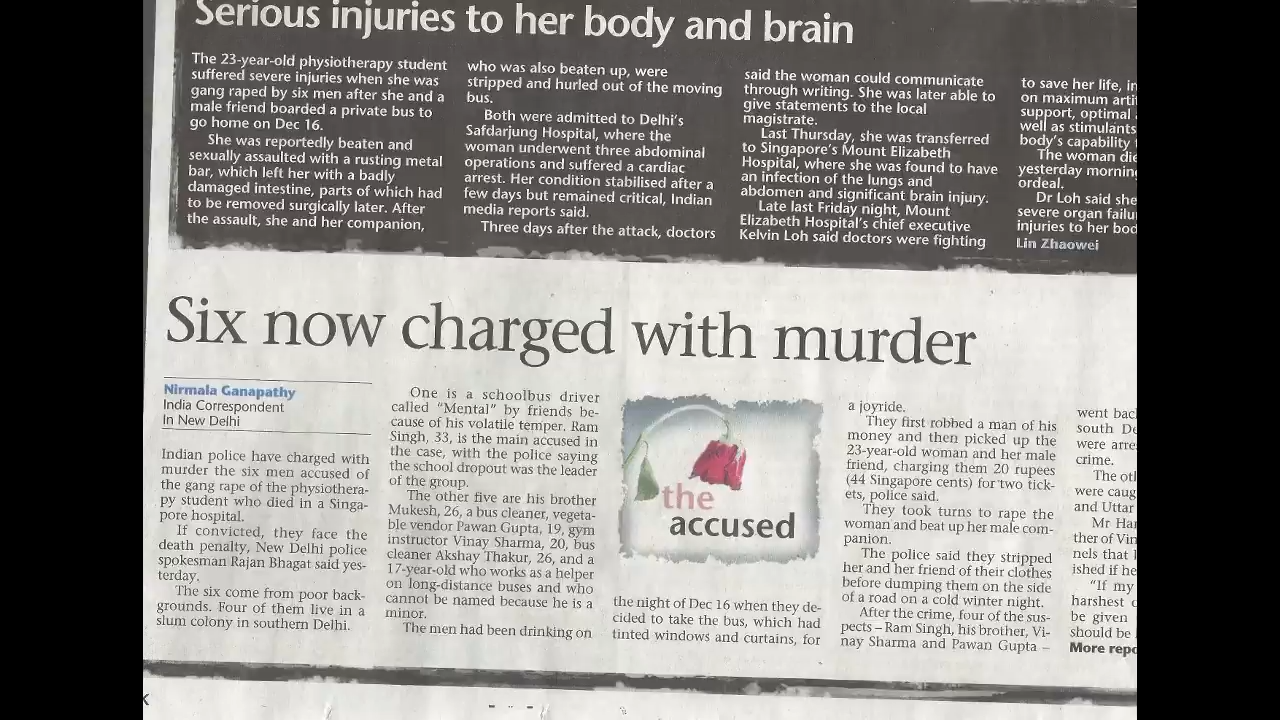 Serious injuries to her body and brain
The 23-year-old physiotherapy student
suffered severe injuries when she was
gang raped by six men after she and a
male friend boarded a private bus to
go home on Dec 16.
She was reportedly beaten and
sexually assaulted with a rusting metal
bar, which left her with a badly
damaged intestine, parts of which had
to be removed surgically later. After
the assault, she and her companion,
who was also beaten up, were
stripped and hurled out of the moving
bus.
Both were admitted to Delhi's
Safdarjung Hospital, where the
woman underwent three abdominal
operations and suffered a cardiac
arrest. Her condition stabilised after a
few days but remained critical, Indian
media reports said.
Three days after the attack, doctors
said the woman could communicate
through writing. She was later able to
give statements to the local
magistrate.
Last Thursday, she was transferred
to Singapore's Mount Elizabeth
Hospital, where she was found to have
an infection of the lungs and
abdomen and significant brain injury.
Late last Friday night, Mount
Elizabeth Hospital's chief executive
Kelvin Loh said doctors were fighting
to save her life, in
on maximum arti
support, optimal
well as stimulants
body's capability
The woman die
yesterday mornin
ordeal.
Dr Loh said she
severe organ failu
injuries to her bod
Lin Zhaowei
Six now charged with murder
Nirmala Ganapathy
India Correspondent
In New Delhi
Indian police have charged with
murder the six men accused of
the gang rape of the physiothera-
py student who died in a Singa-
pore hospital.
If convicted, they face the
death penalty, New Delhi police
spokesman Rajan Bhagat said yes-
terday.
The six come from poor back-
grounds. Four of them live in a
slum colony in southern Delhi.
One is a schoolbus driver
called "Mental" by friends be-
cause of his volatile temper. Ram
Singh, 33, is the main accused in
the case, with the police saying
the school dropout was the leader
of the group.
The other five are his brother
Mukesh, 26, a bus cleaner, vegeta-
ble vendor Pawan Gupta, 19, gym
instructor Vinay Sharma, 20, bus
cleaner Akshay Thakur, 26, and a
17-year-old who works as a helper
on long-distance buses and who
cannot be named because he is a
minor.
The men had been drinking on
the accused
the night of Dec 16 when they de-
cided to take the bus, which had
tinted windows and curtains, for
a joyride.
They first robbed a man of his
money and then picked up the
23-year-old woman and her male
friend, charging them 20 rupees
(44 Singapore cents) for two tick-
ets, police said.
They took turns to rape the
woman and beat up her male com-
panion.
The police said they stripped
her and her friend of their clothes
before dumping them on the side
of a road on a cold winter night.
After the crime, four of the sus-
pects – Ram Singh, his brother, Vi-
nay Sharma and Pawan Gupta –
went bac
south De
were arre
crime.
The otl
were caug
and Uttar
Mr Har
ther of Vin
nels that
ished if he
"If my
harshest
be given
should be
More repo